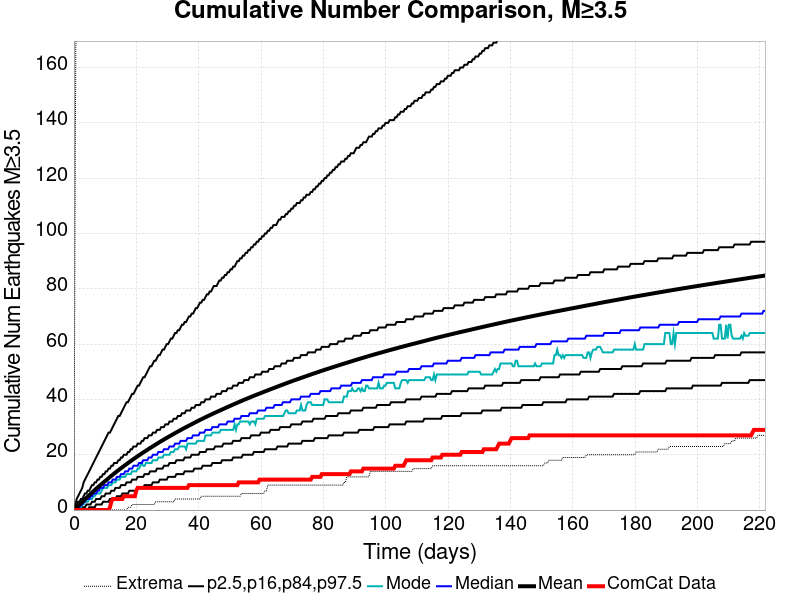 Cumulative Number Comparison, M≥3.5
Cumulative Num Earthquakes M≥3.5
160
140
120
100
80
60
40
20
0
0 20 40 60 80 100 120 140 160 180 200 220
Time (days)
Extrema p2.5,p16,p84,p97.5 Mode Median Mean ComCat Data